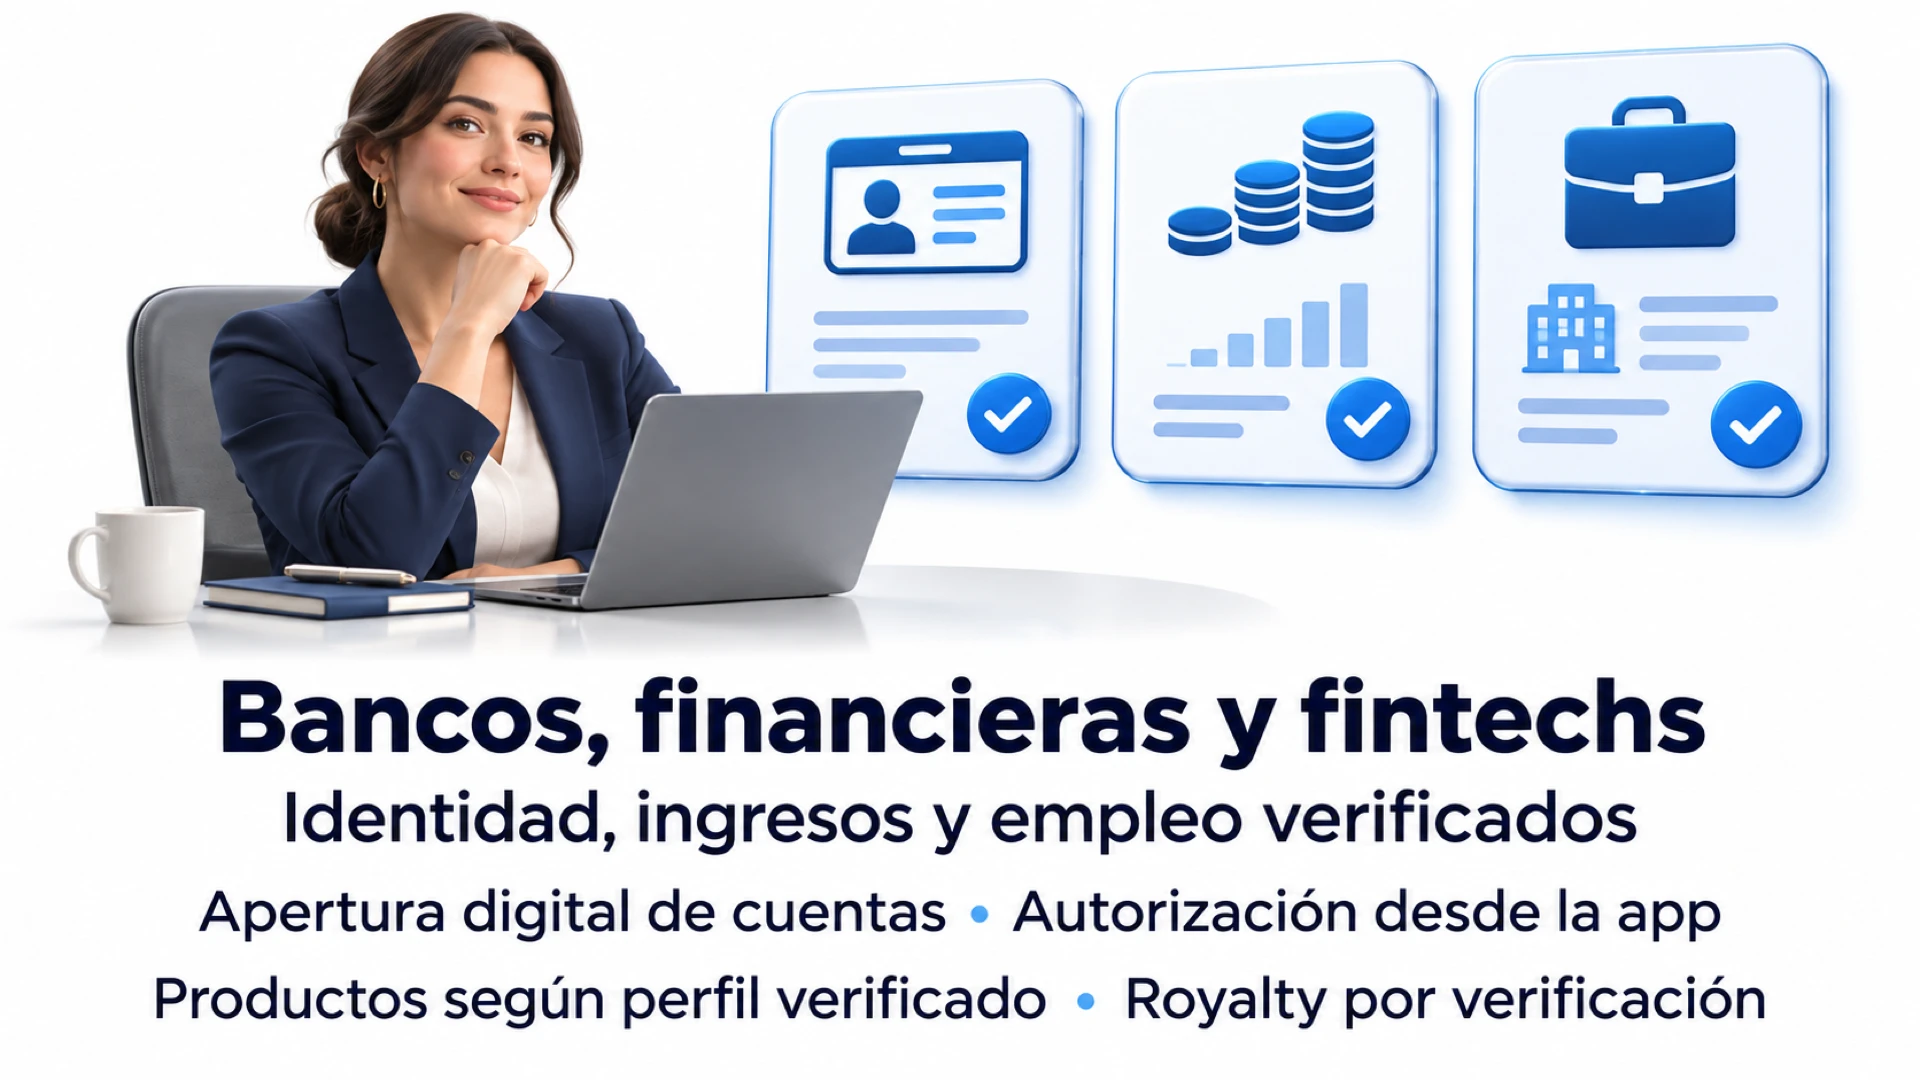 Bancos, financieras y fintechs
Identidad, ingresos y empleo verificados
Apertura digital de cuentas • Autorización desde la app
Productos según perfil verificado • Royalty por verificación